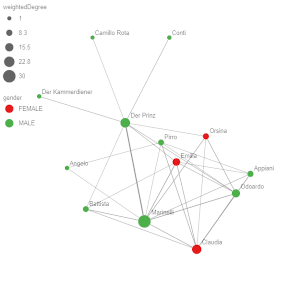 weightedDegree
1
8.3
15.5
22.8
30
gender
FEMALE
MALE
Camillo Rota
Conti
Der Kammerdiener
Der Prinz
Orsina
Pirro
Emilia
Angelo
Appiani
Odoardo
Battista
Marinelli
Claudia